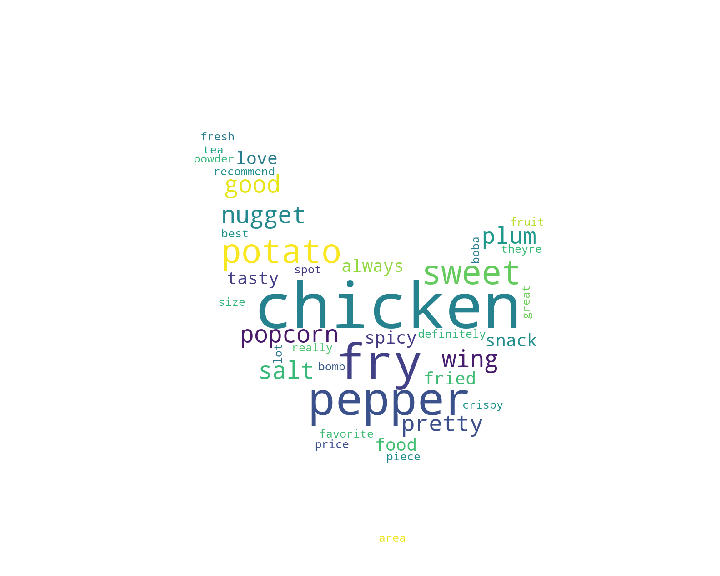 fresh
tea
powder
love
recommend
good
nugget
best
fruit
plum
boba
theyre
potato
tasty
spot
always
sweet
size
chicken
great
popcorn
lot
really
spicy
definitely
snack
salt
bomb
fry
wing
fried
pepper
crispy
pretty
favorite
price
food
piece
area